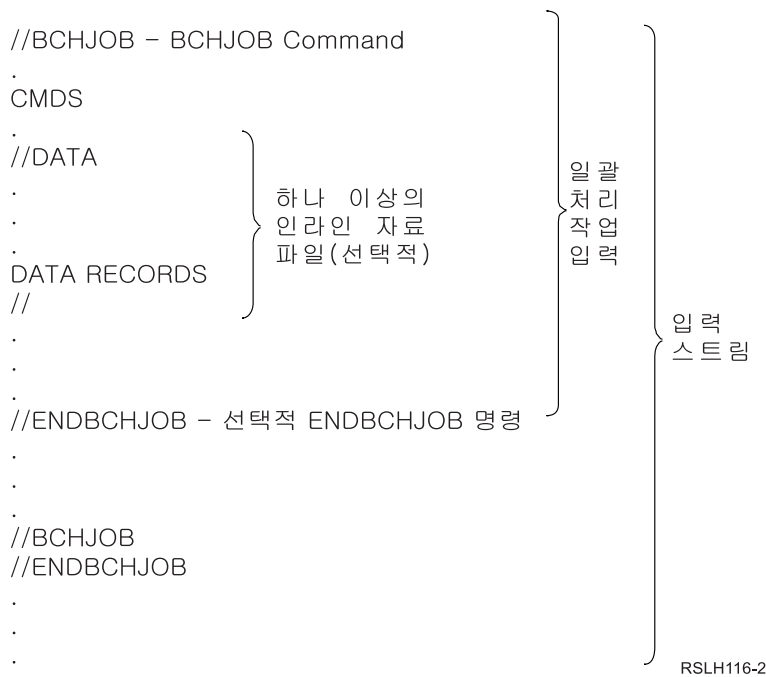 //BCHJOB – BCHJOB Command
.
CMDS
.
//DATA
.
.
.
DATA RECORDS
//
.
.
.
//ENDBCHJOB – 선택적 ENDBCHJOB 명령
.
.
.
//BCHJOB
//ENDBCHJOB
.
.
.
하나 이상의
인라인 자료
파일(선택적)
일괄
처리
작업
입력
입력
스트림
RSLH116-2